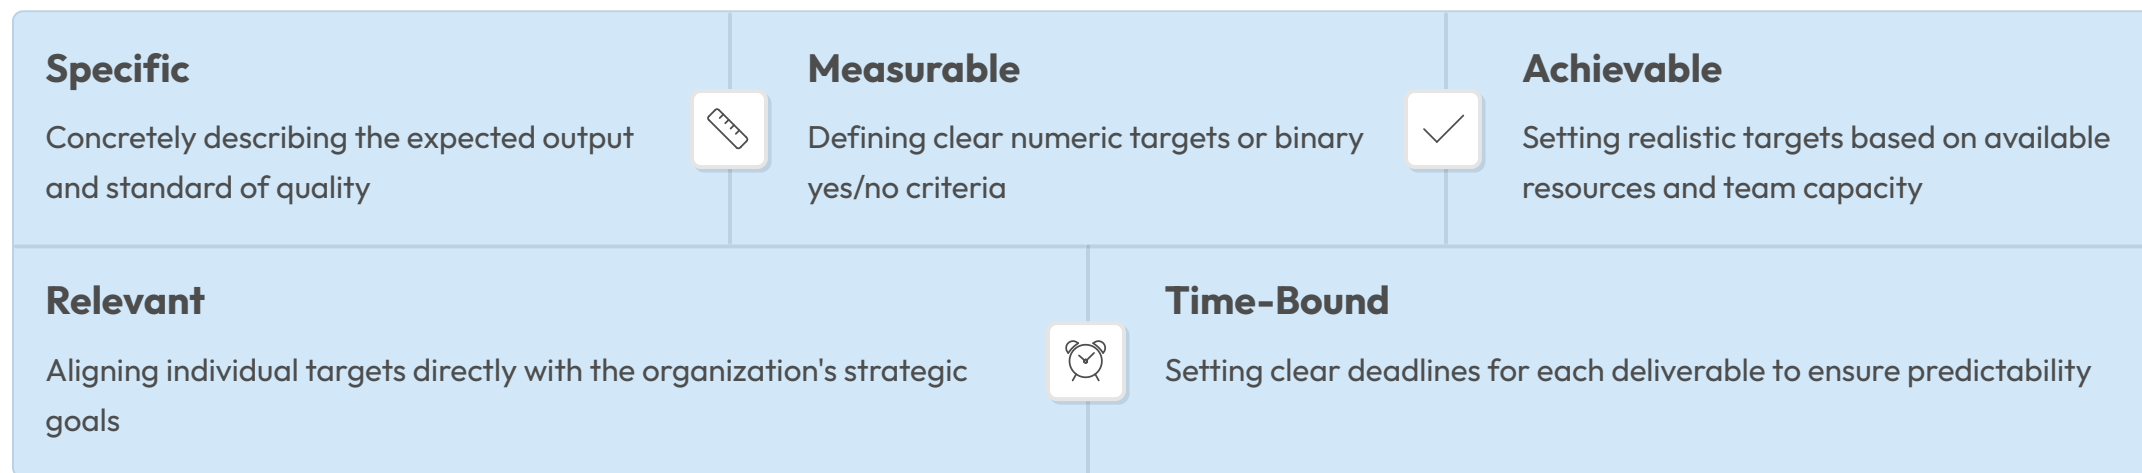 Specific
Concretely describing the expected output
and standard of quality
Measurable
Defining clear numeric targets or binary
yes/no criteria
Achievable
Setting realistic targets based on available
resources and team capacity
Relevant
Aligning individual targets directly with the organization's strategic
goals
Time-Bound
Setting clear deadlines for each deliverable to ensure predictability